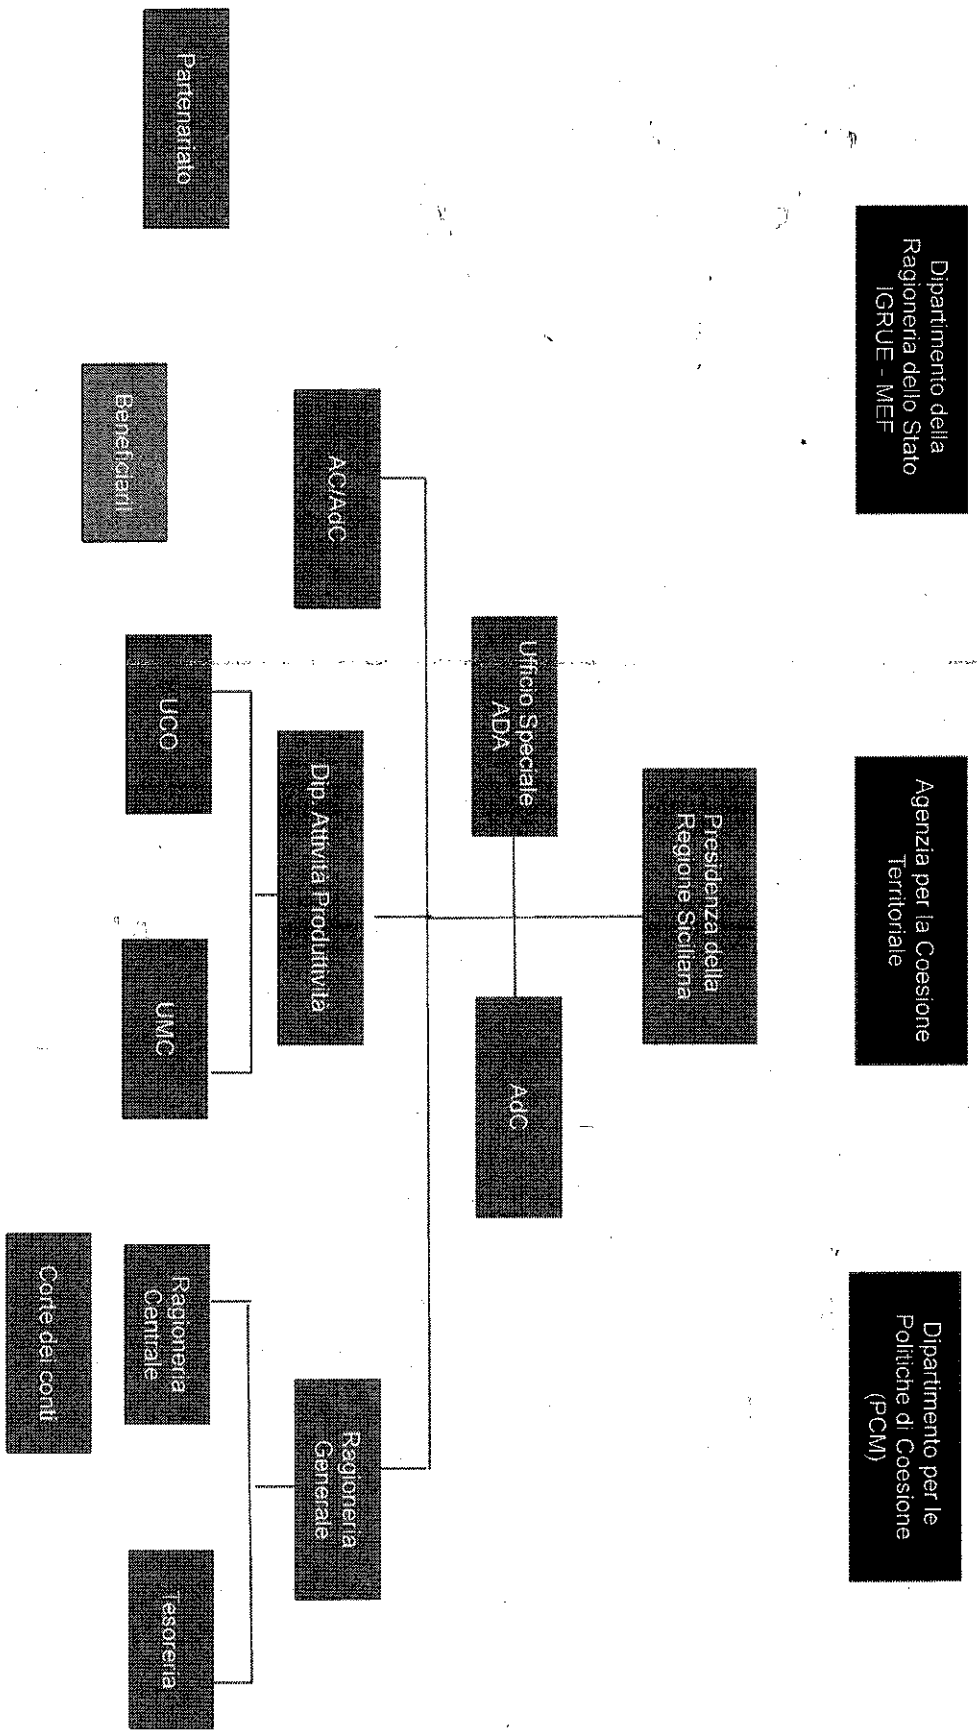 Dipartimento della
Ragioneria dello Stato
IGRUE - MEF
Agenzia per la Coesione
Territoriale
Dipartimento per le
Politiche di Coesione
(PCM)
Presidenza della
Regione Siciliana
Ufficio Speciale
ADA
AdC
AC/AdC
Dip. Attività Produttività
Ragioneria
Generale
UCO
UMC
Ragioneria
Centrale
Tesoreria
Partenariato
Beneficiarii
Corte dei conti